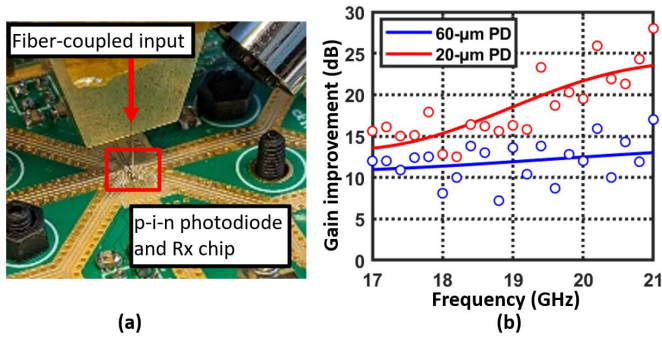 (a)
Fiber-coupled input
p-i-n photodiode
and Rx chip
(a)
30
25
20
15
10
5
0
Gain improvement (dB)
60-μm PD
20-μm PD
17
18
19
20
21
Frequency (GHz)
(b)